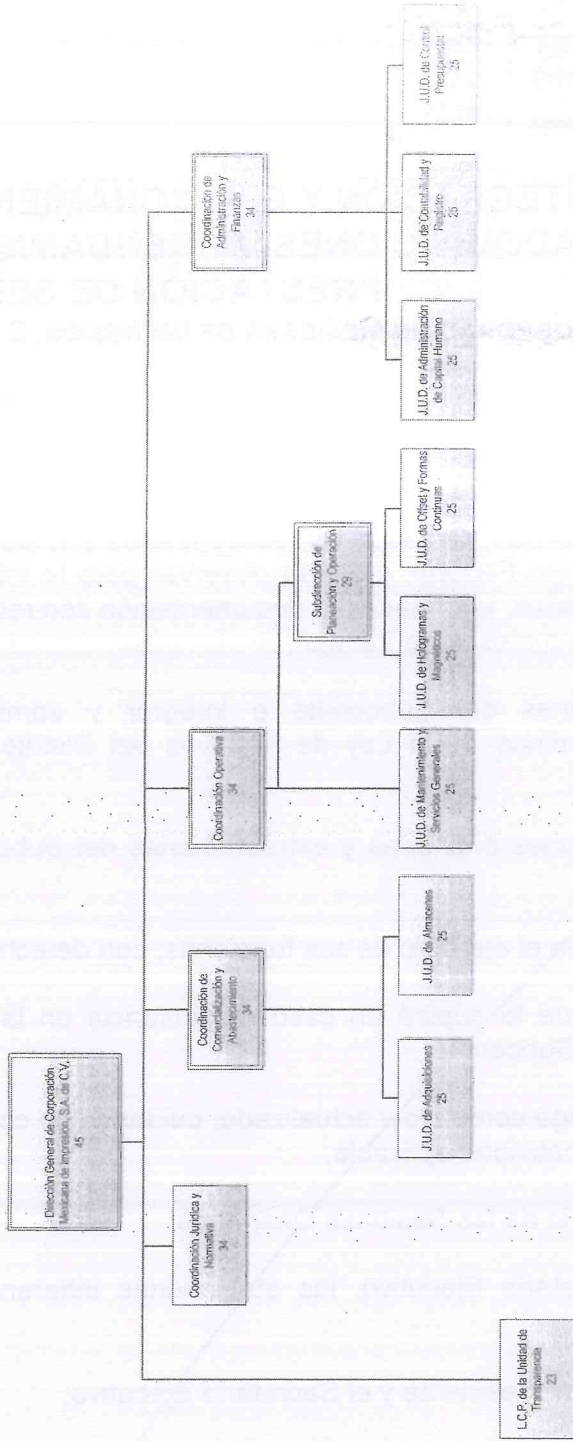 Dirección General de Corporación
Mexicana de Impresión, S.A. de C.V.
45
L.C.P. de la Unidad de
Transparencia
23
Coordinación Jurídica y
Normativa
34
Coordinación de
Comercialización y
Abastecimiento
34
Coordinación Operativa
34
Coordinación de
Administración y
Finanzas
34
Subdirección de
Planeación y Operación
29
J.U.D. de Adquisiciones
25
J.U.D. de Almacenes
25
J.U.D. de Mantenimiento y
Servicios Generales
25
J.U.D. de Hologramas y
Magnéticos
25
J.U.D. de Offset y Formas
Continuas
25
J.U.D. de Administración
de Capital Humano
25
J.U.D. de Contabilidad y
Registro
25
J.U.D. de Control
Presupuestal
25